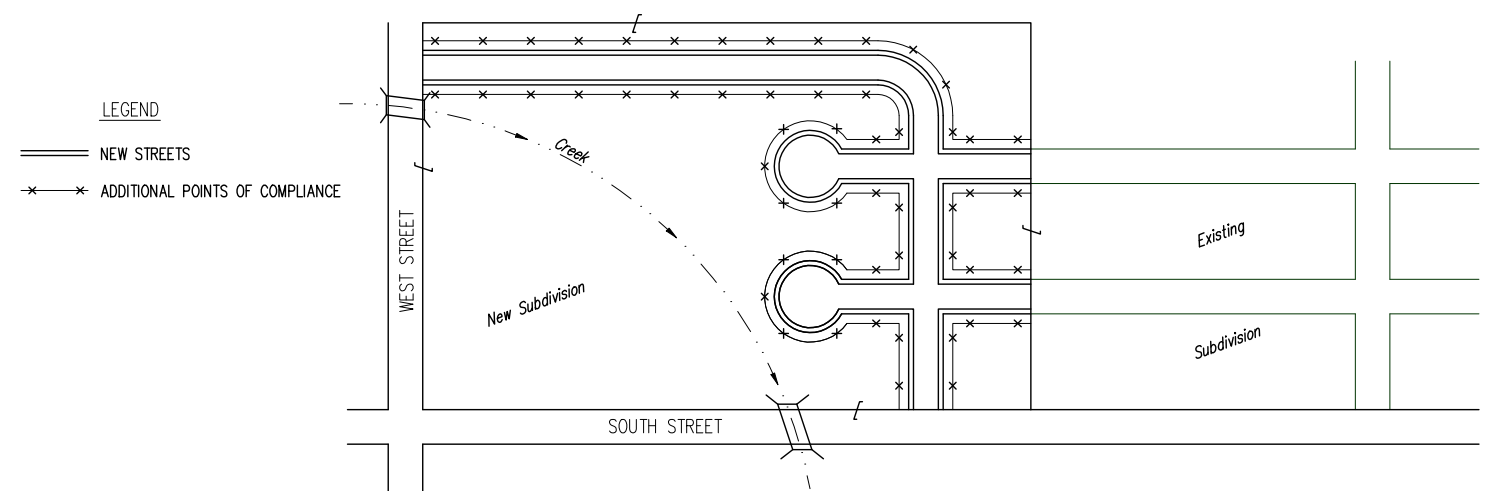 LEGEND
NEW STREETS
ADDITIONAL POINTS OF COMPLIANCE
Creek
WEST STREET
New Subdivision
Existing
Subdivision
SOUTH STREET